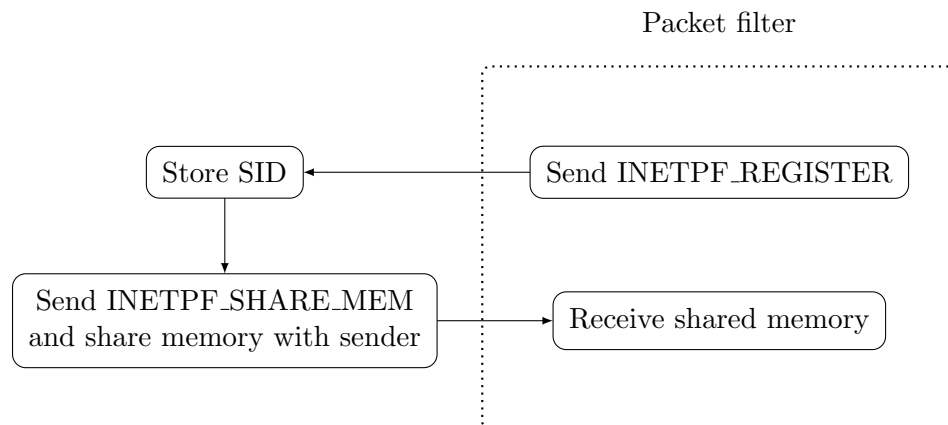 Packet filter
Store SID
Send INETPF_REGISTER
Send INETPF_SHARE_MEM
and share memory with sender
Receive shared memory